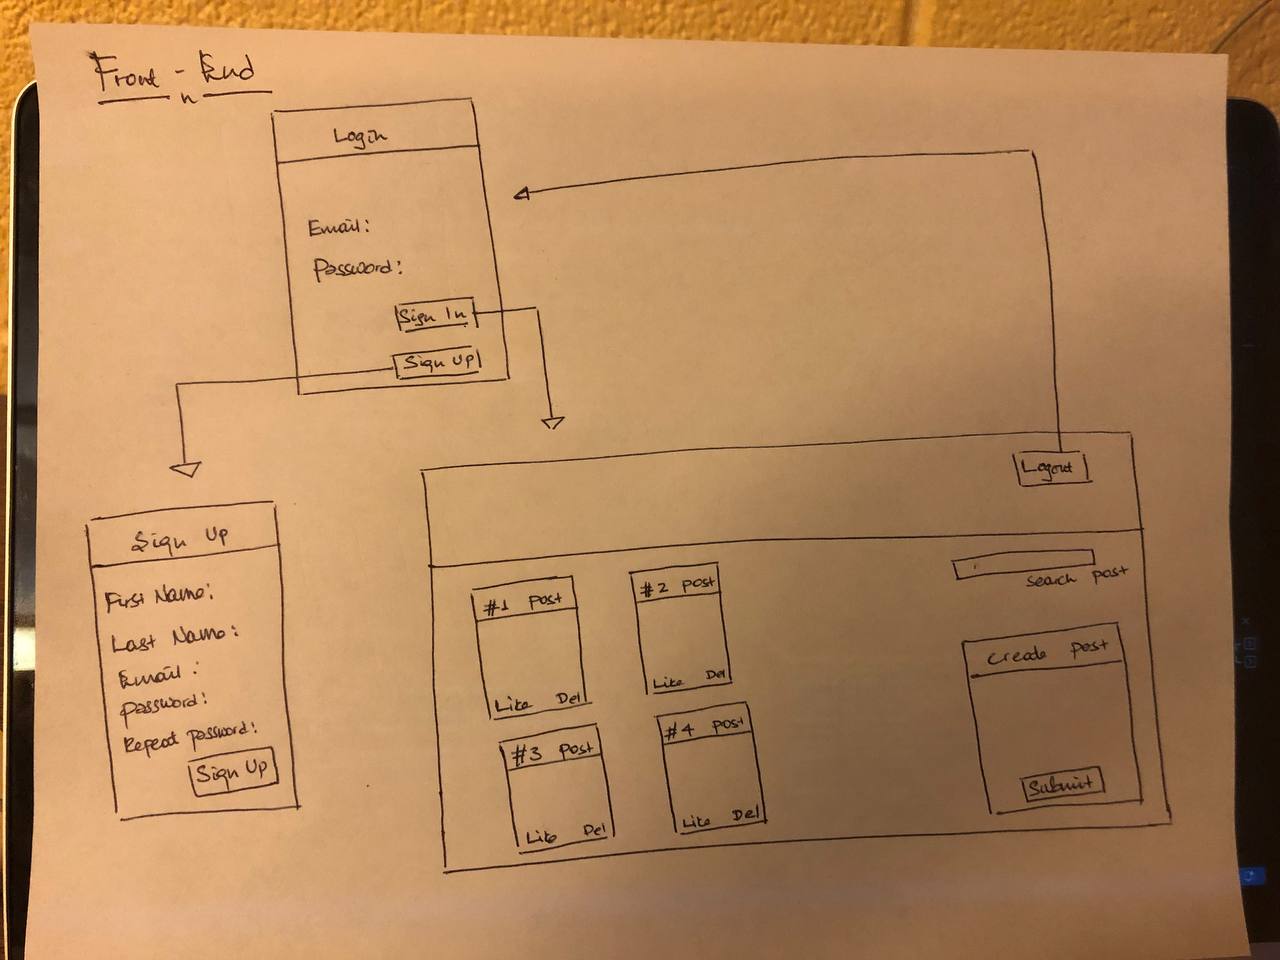 Front - End
n
Login
Email:
Password:
Sign In
Sign Up
Sign Up
First Name:
Last Name:
Email :
Password:
Repeat password:
Sign Up
Logout
Search post
#1 post
Like Del
#2 post
Like Del
#3 post
Like Del
#4 post
Like Del
create post
Submit